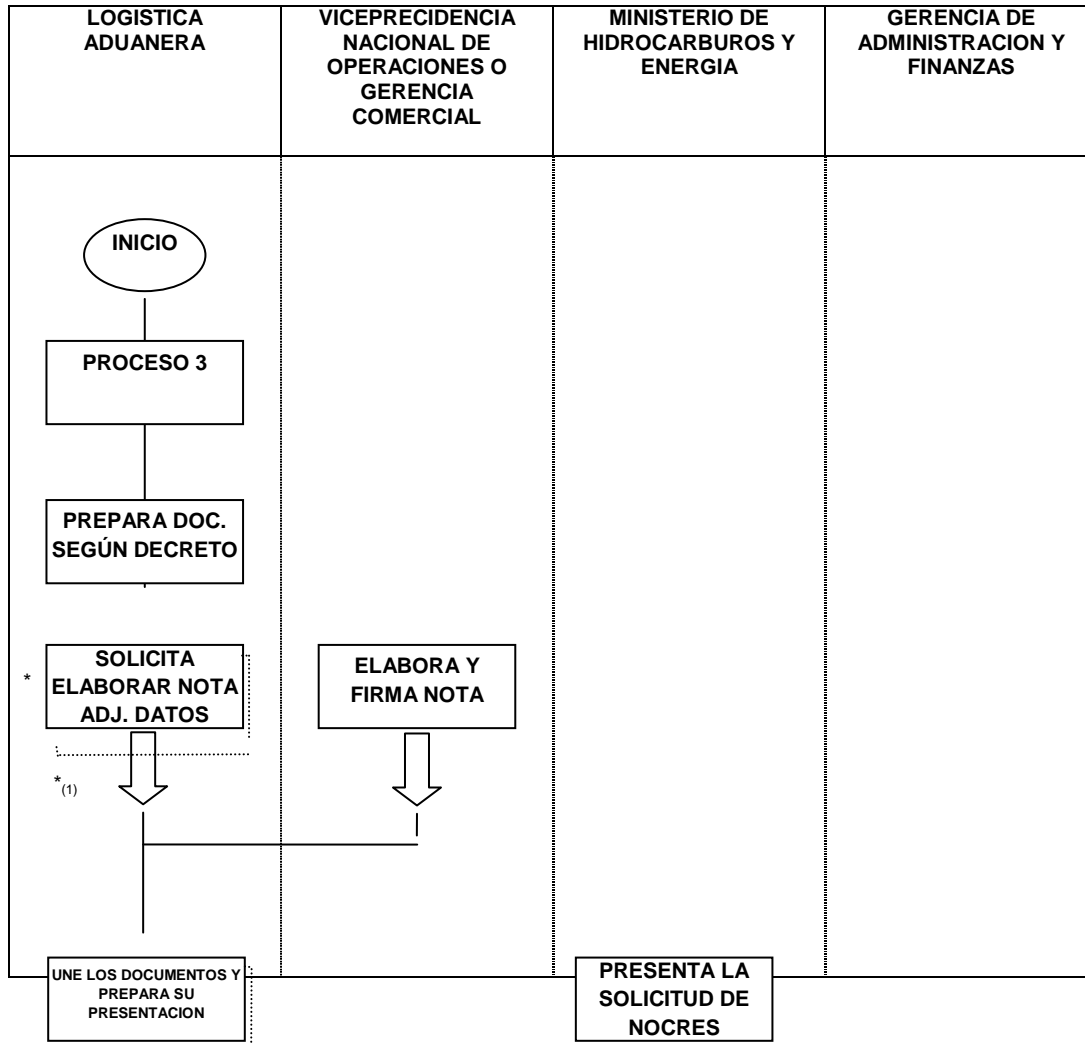 LOGISTICA
ADUANERA
VICEPRECIDENCIA
NACIONAL DE
OPERACIONES O
GERENCIA
COMERCIAL
MINISTERIO DE
HIDROCARBUROS Y
ENERGIA
GERENCIA DE
ADMINISTRACION Y
FINANZAS
INICIO
PROCESO 3
PREPARA DOC.
SEGÚN DECRETO
*
SOLICITA
ELABORAR NOTA
ADJ. DATOS
ELABORA Y
FIRMA NOTA
*(1)
UNE LOS DOCUMENTOS Y
PREPARA SU
PRESENTACION
PRESENTA LA
SOLICITUD DE
NOCRES